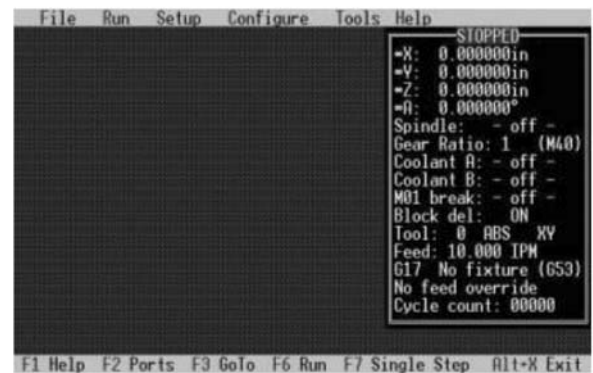 File Run Setup Configure Tools Help
STOPPED
-X: 0.000000in
-Y: 0.000000in
-Z: 0.000000in
-A: 0.000000°
Spindle: - off -
Gear Ratio: 1 (M40)
Coolant A: - off -
Coolant B: - off -
M01 break: - off -
Block del: ON
Tool: 0 ABS XY
Feed: 10.000 IPM
G17 No fixture (G53)
No feed override
Cycle count: 00000
F1 Help F2 Ports F3 GoTo F6 Run F7 Single Step Alt+X Exit